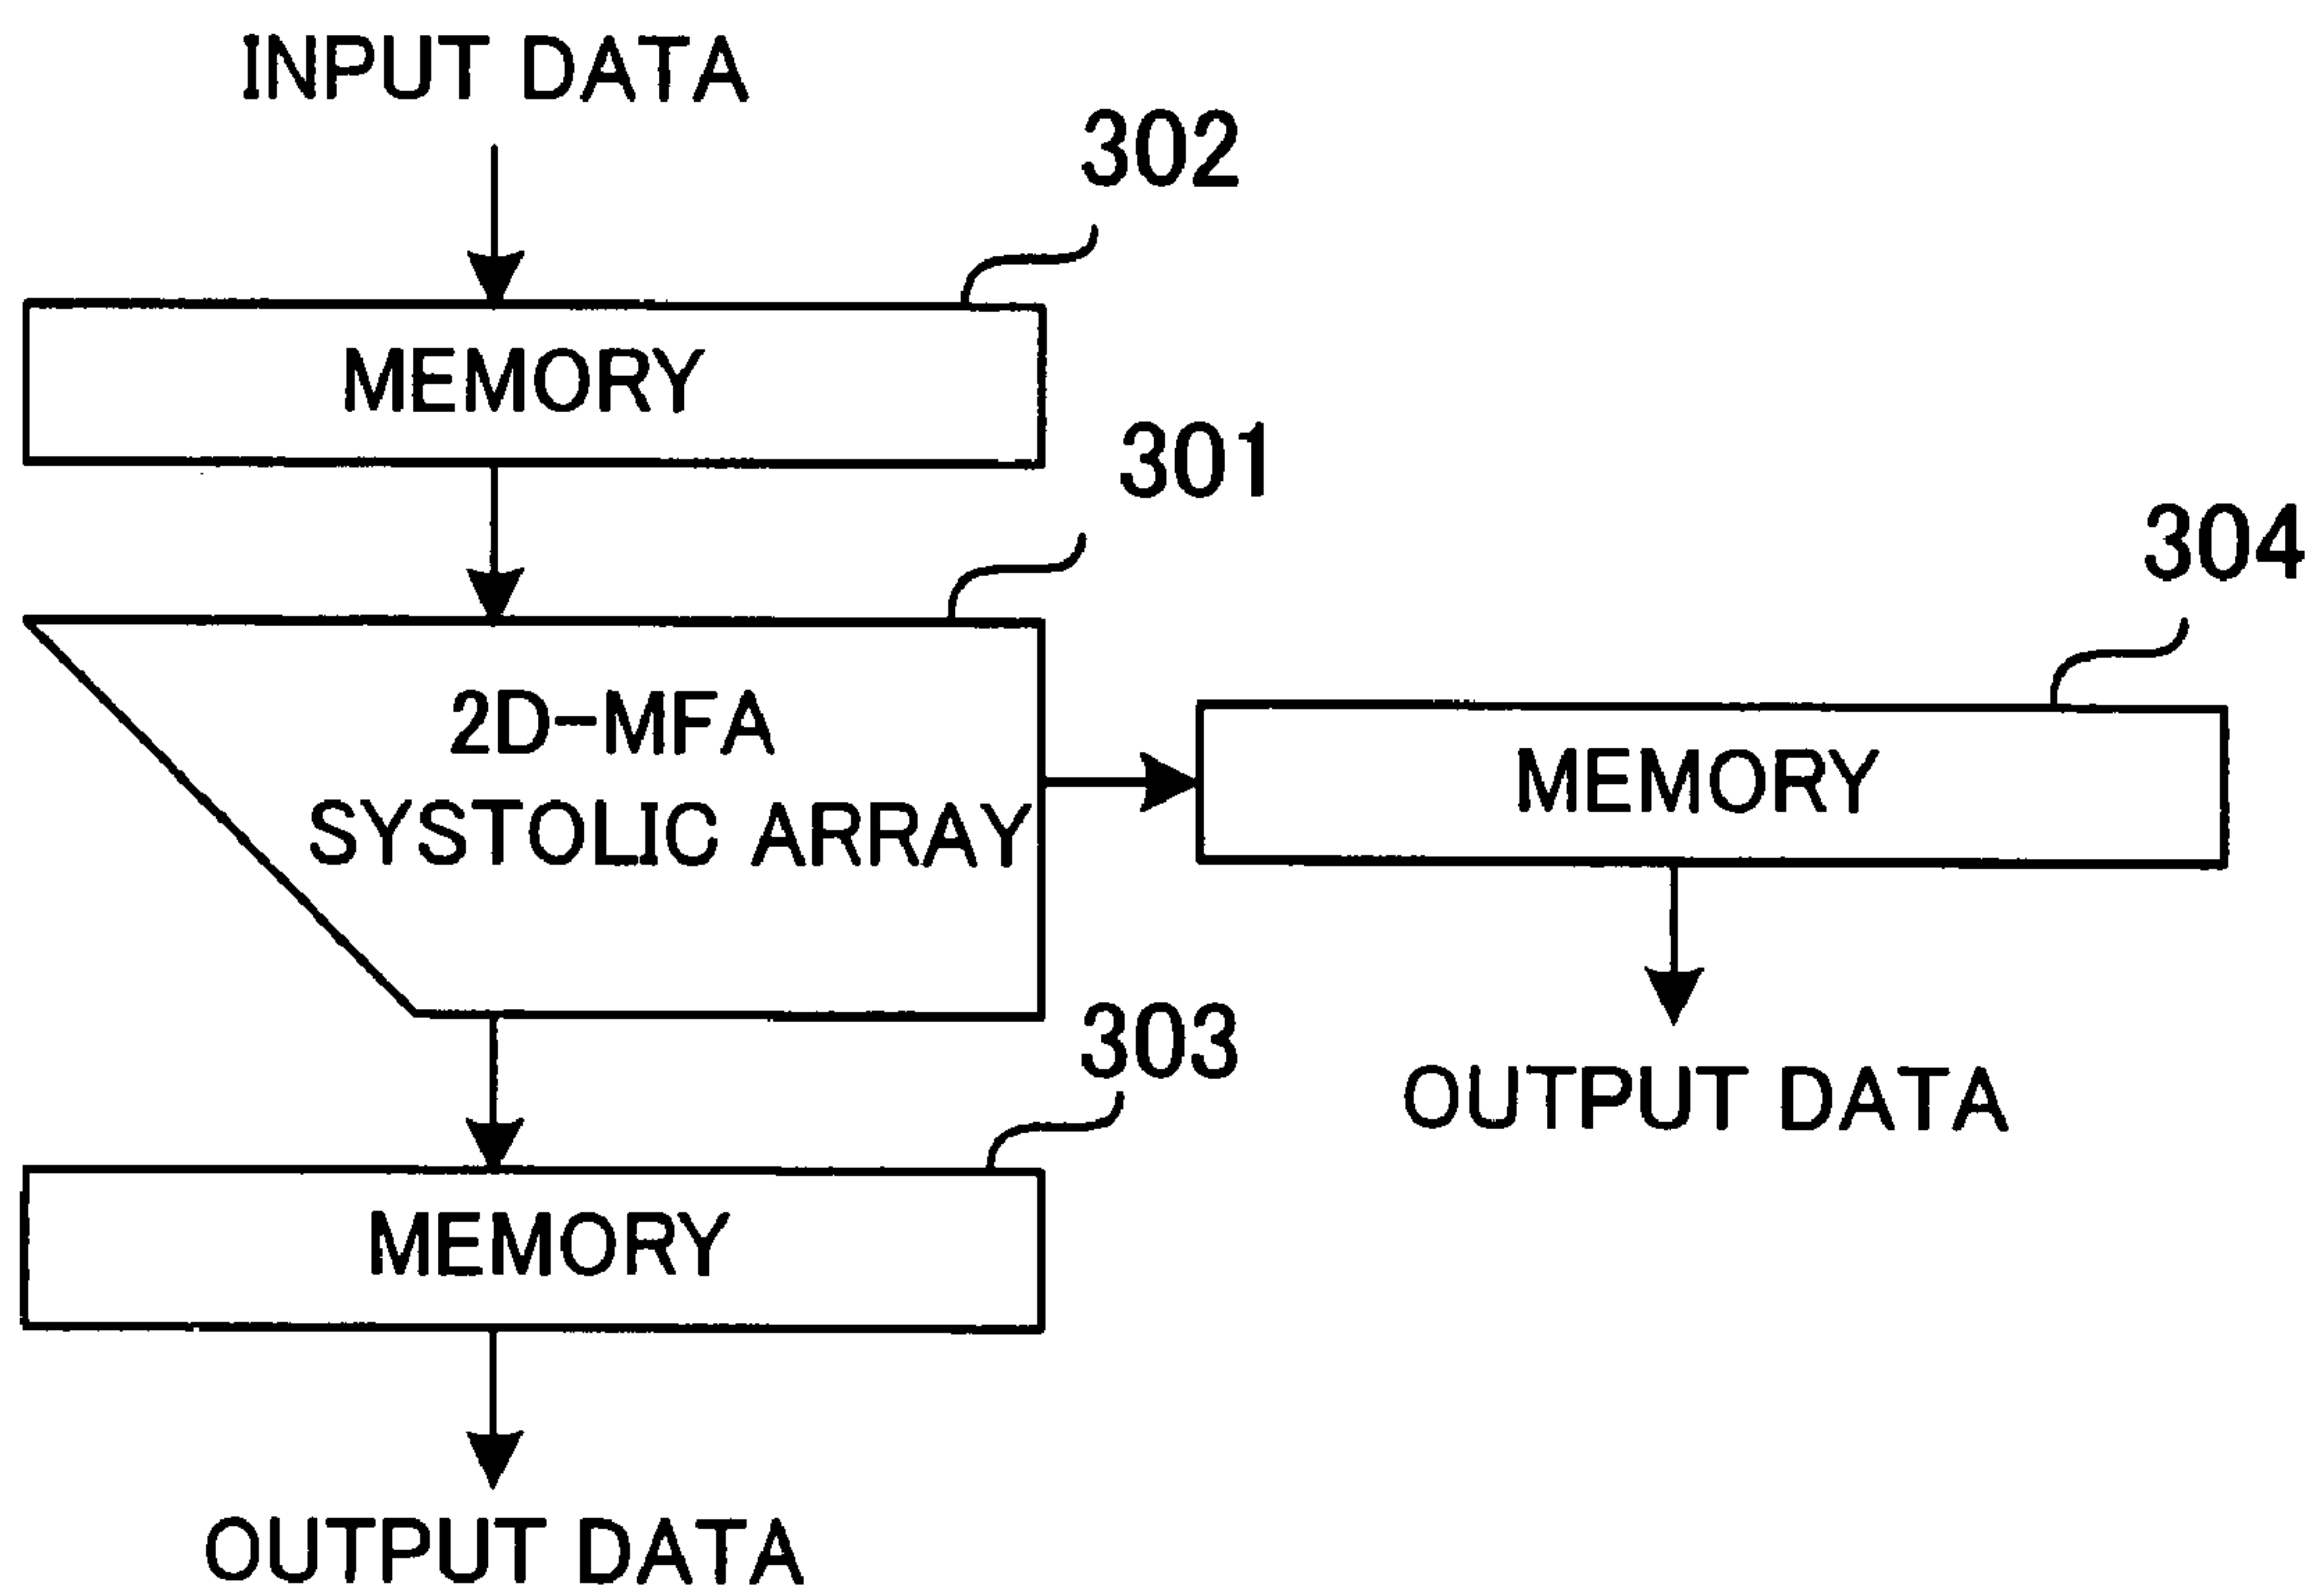 INPUT DATA
302
MEMORY
301
304
2D-MFA
SYSTOLIC ARRAY
MEMORY
303
OUTPUT DATA
MEMORY
OUTPUT DATA